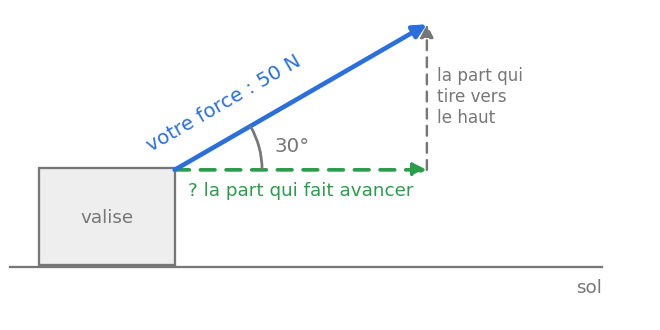 votre force : 50 N
la part qui
tire vers
le haut
30°
? la part qui fait avancer
valise
sol